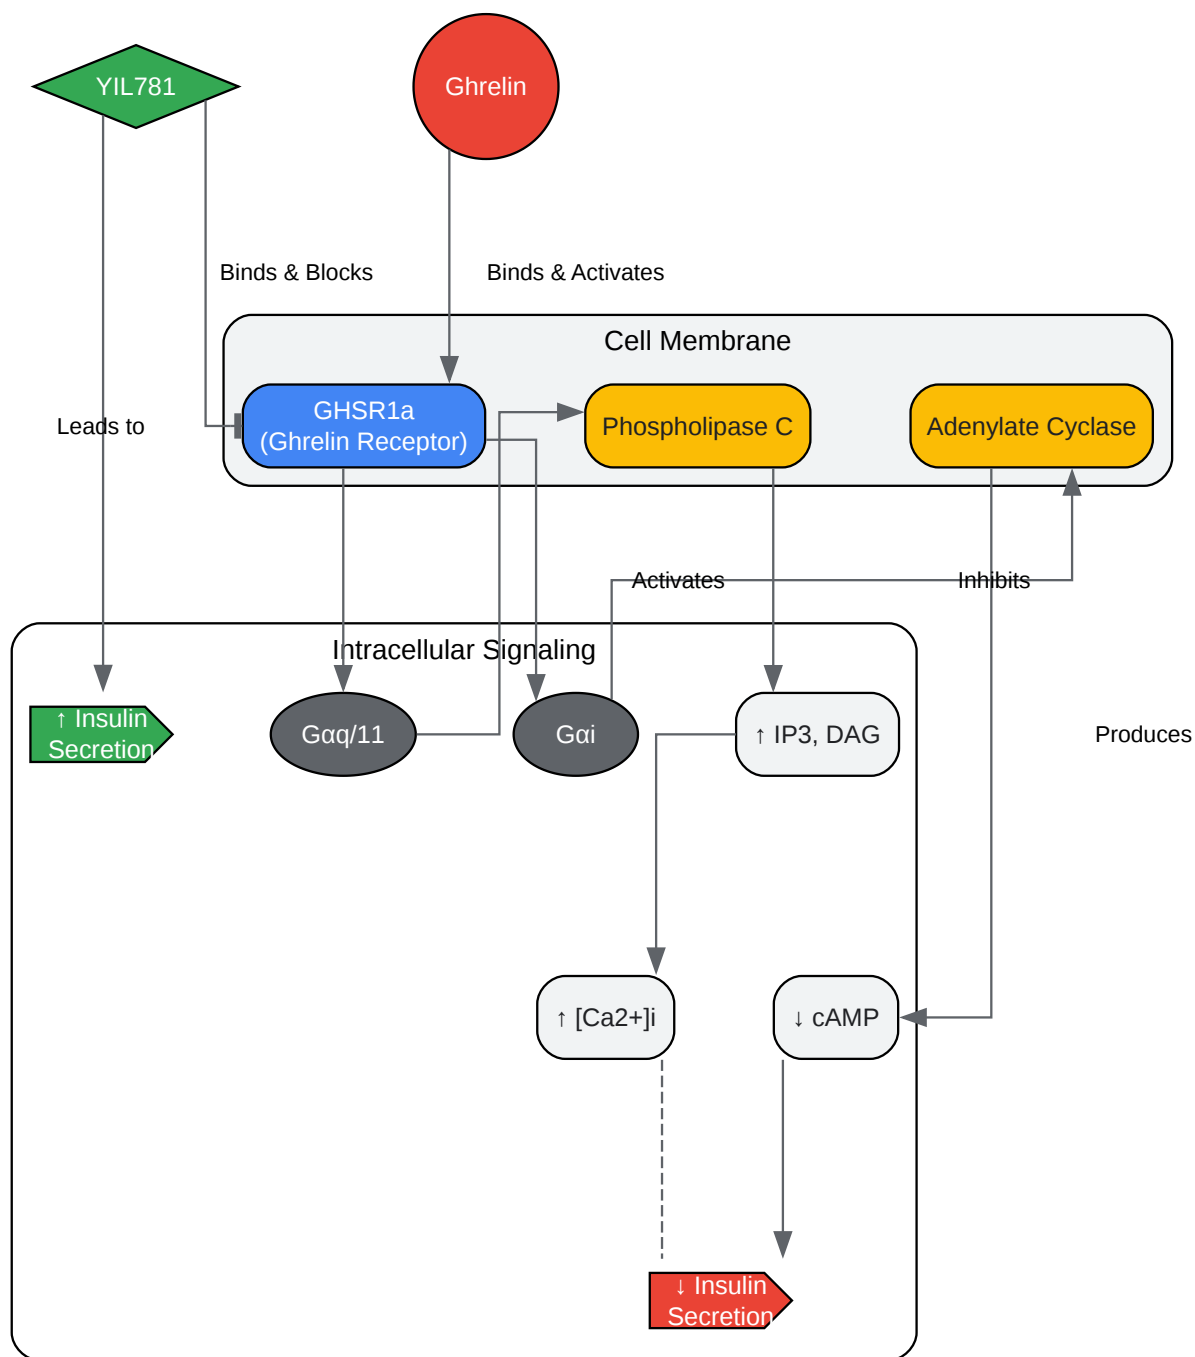 YIL781
Ghrelin
Binds & Blocks
Binds & Activates
Cell Membrane
GHSR1a
(Ghrelin Receptor)
Phospholipase C
Adenylate Cyclase
Leads to
Activates
Inhibits
Intracellular Signaling
↑ Insulin
Secretion
Gαq/11
Gαi
↑ IP3, DAG
Produces
↑ [Ca2+]i
↓ cAMP
↓ Insulin
Secretion